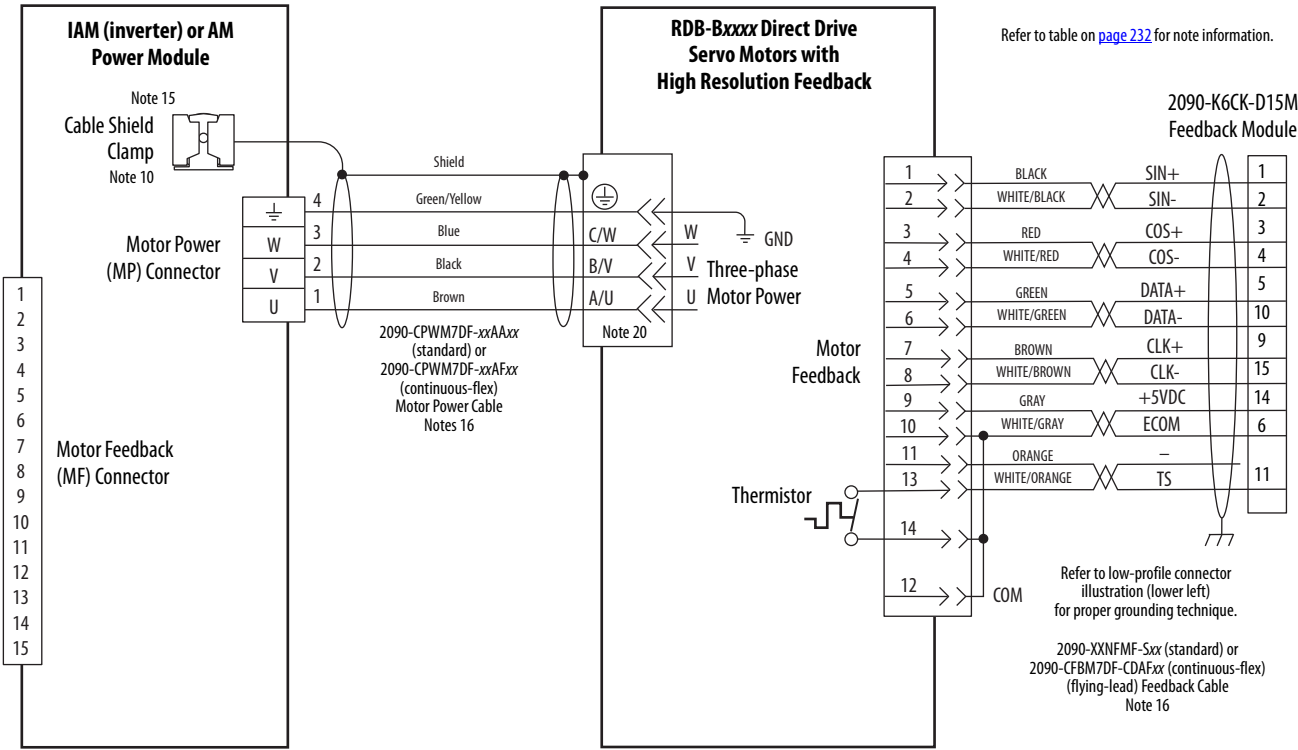 IAM (inverter) or AM
Power Module
Note 15
Cable Shield
Clamp
Note 10
Motor Power
(MP) Connector
W
V
U
4
3
2
1
1
2
3
4
5
6
7
8
9
10
11
12
13
14
15
Motor Feedback
(MF) Connector
Shield
Green/Yellow
Blue
Black
Brown
2090-CPWM7DF-xxAAxx
(standard) or
2090-CPWM7DF-xxAFxx
(continuous-flex)
Motor Power Cable
Notes 16
RDB-Bxxxx Direct Drive
Servo Motors with
High Resolution Feedback
C/W
B/V
A/U
Note 20
W
V
U
GND
Three-phase
Motor Power
Motor
Feedback
Thermistor
1
2
3
4
5
6
7
8
9
10
11
13
14
12
COM
Refer to table on page 232 for note information.
2090-K6CK-D15M
Feedback Module
BLACK SIN+ 1
WHITE/BLACK SIN- 2
RED COS+ 3
WHITE/RED COS- 4
GREEN DATA+ 5
WHITE/GREEN DATA- 10
BROWN CLK+ 9
WHITE/BROWN CLK- 15
GRAY +5VDC 14
WHITE/GRAY ECOM 6
ORANGE –
WHITE/ORANGE TS 11
Refer to low-profile connector
illustration (lower left)
for proper grounding technique.
2090-XXNFMF-Sxx (standard) or
2090-CFBM7DF-CDAFxx (continuous-flex)
(flying-lead) Feedback Cable
Note 16